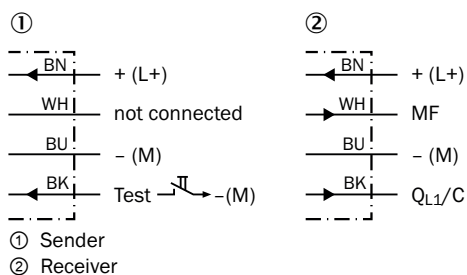 ① ②
BN + (L+) BN + (L+)
WH not connected WH MF
BU – (M) BU – (M)
BK Test –(M) BK QL1/C
① Sender
② Receiver